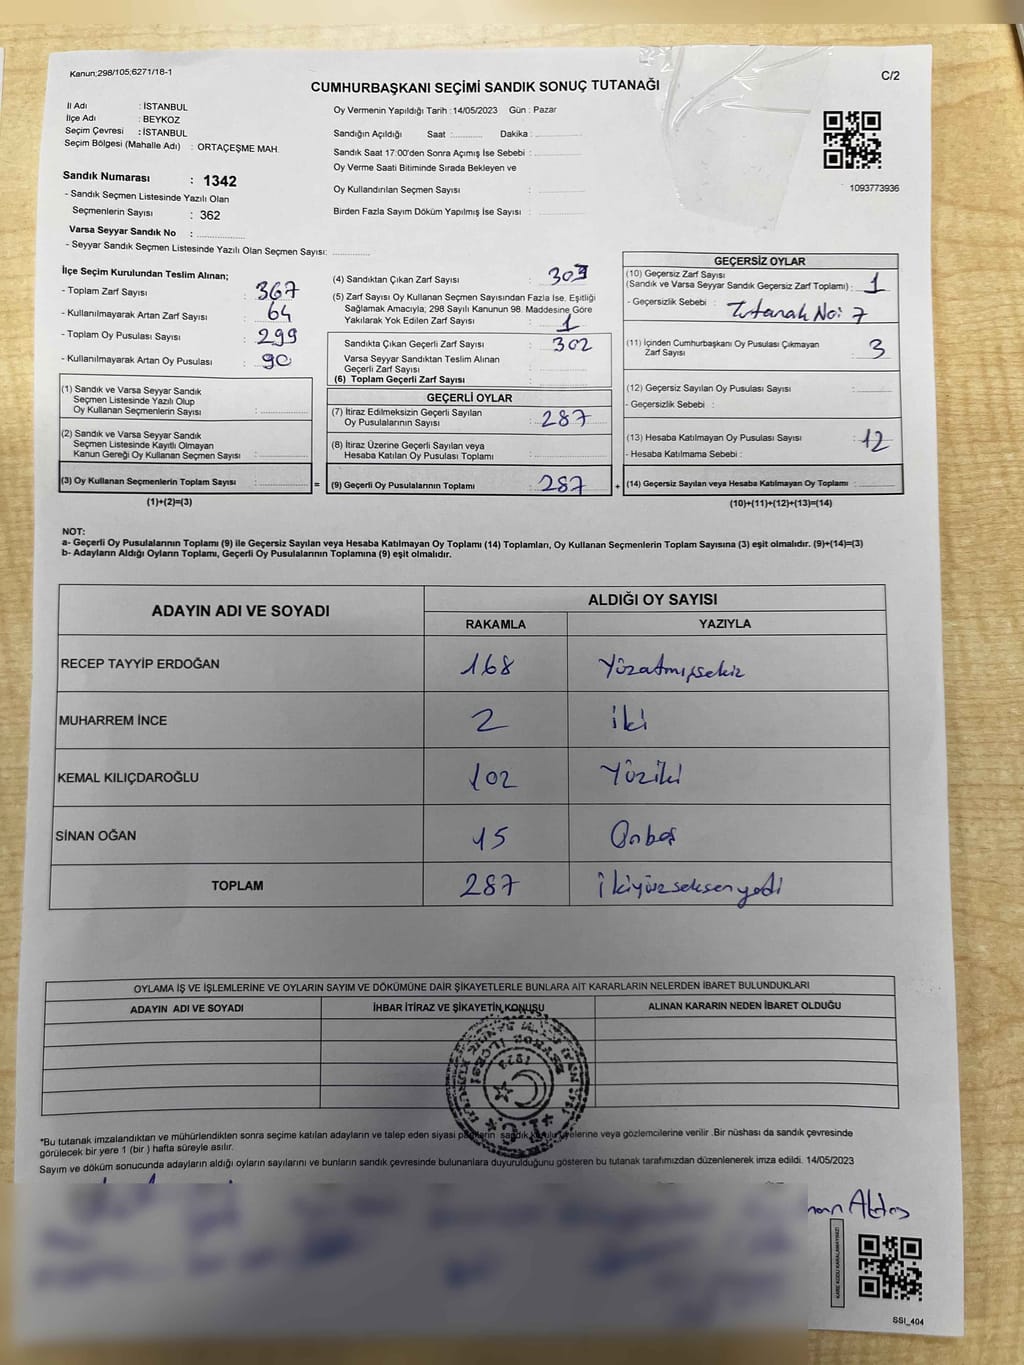 Kanun;298/105;6271/18-1
C/2
CUMHURBAŞKANI SEÇİMİ SANDIK SONUÇ TUTANAĞI
İl Adı : İSTANBUL
İlçe Adı : BEYKOZ
Seçim Çevresi : İSTANBUL
Seçim Bölgesi (Mahalle Adı) : ORTAÇEŞME MAH.
Sandık Numarası : 1342
- Sandık Seçmen Listesinde Yazılı Olan
Seçmenlerin Sayısı : 362
Varsa Seyyar Sandık No :
- Seyyar Sandık Seçmen Listesinde Yazılı Olan Seçmen Sayısı:
Oy Vermenin Yapıldığı Tarih : 14/05/2023 Gün : Pazar
Sandığın Açıldığı Saat : Dakika :
Sandık Saat 17:00'den Sonra Açımış İse Sebebi :
Oy Verme Saati Bitiminde Sırada Bekleyen ve
Oy Kullandırılan Seçmen Sayısı :
Birden Fazla Sayım Döküm Yapılmış İse Sayısı :
1093773936
İlçe Seçim Kurulundan Teslim Alınan;
- Toplam Zarf Sayısı : 367
- Kullanılmayarak Artan Zarf Sayısı : 64
- Toplam Oy Pusulası Sayısı : 299
- Kullanılmayarak Artan Oy Pusulası : 90
(1) Sandık ve Varsa Seyyar Sandık
Seçmen Listesinde Yazılı Olup
Oy Kullanan Seçmenlerin Sayısı :
(2) Sandık ve Varsa Seyyar Sandık
Seçmen Listesinde Kayıtlı Olmayan
Kanun Gereği Oy Kullanan Seçmen Sayısı :
(3) Oy Kullanan Seçmenlerin Toplam Sayısı : =
(1)+(2)=(3)
(4) Sandıktan Çıkan Zarf Sayısı : 303
(5) Zarf Sayısı Oy Kullanan Seçmen Sayısından Fazla İse, Eşitliği
Sağlamak Amacıyla; 298 Sayılı Kanunun 98. Maddesine Göre
Yakılarak Yok Edilen Zarf Sayısı : 1
Sandıkta Çıkan Geçerli Zarf Sayısı : 302
Varsa Seyyar Sandıktan Teslim Alınan
Geçerli Zarf Sayısı :
(6) Toplam Geçerli Zarf Sayısı :
GEÇERLİ OYLAR
(7) İtiraz Edilmeksizin Geçerli Sayılan
Oy Pusulalarının Sayısı : 287
(8) İtiraz Üzerine Geçerli Sayılan veya
Hesaba Katılan Oy Pusulası Toplamı :
(9) Geçerli Oy Pusulalarının Toplamı : 287 +
GEÇERSİZ OYLAR
(10) Geçersiz Zarf Sayısı
(Sandık ve Varsa Seyyar Sandık Geçersiz Zarf Toplamı) : 1
- Geçersizlik Sebebi : Tutanak No: 7
(11) İçinden Cumhurbaşkanı Oy Pusulası Çıkmayan
Zarf Sayısı : 3
(12) Geçersiz Sayılan Oy Pusulası Sayısı :
- Geçersizlik Sebebi :
(13) Hesaba Katılmayan Oy Pusulası Sayısı : 12
- Hesaba Katılmama Sebebi :
(14) Geçersiz Sayılan veya Hesaba Katılmayan Oy Toplamı :
(10)+(11)+(12)+(13)=(14)
NOT:
a- Geçerli Oy Pusulalarının Toplamı (9) ile Geçersiz Sayılan veya Hesaba Katılmayan Oy Toplamı (14) Toplamları, Oy Kullanan Seçmenlerin Toplam Sayısına (3) eşit olmalıdır. (9)+(14)=(3)
b- Adayların Aldığı Oyların Toplamı, Geçerli Oy Pusulalarının Toplamına (9) eşit olmalıdır.
ADAYIN ADI VE SOYADI
ALDIĞI OY SAYISI
RAKAMLA YAZIYLA
RECEP TAYYİP ERDOĞAN 168 Yüzatmışsekiz
MUHARREM İNCE 2 iki
KEMAL KILIÇDAROĞLU 102 Yüziki
SİNAN OĞAN 15 Onbeş
TOPLAM 287 ikiyüzseksenyedi
OYLAMA İŞ VE İŞLEMLERİNE VE OYLARIN SAYIM VE DÖKÜMÜNE DAİR ŞİKAYETLERLE BUNLARA AİT KARARLARIN NELERDEN İBARET BULUNDUKLARI
ADAYIN ADI VE SOYADI İHBAR İTİRAZ VE ŞİKAYETİN KONUSU ALINAN KARARIN NEDEN İBARET OLDUĞU
*Bu tutanak imzalandıktan ve mühürlendikten sonra seçime katılan adayların ve talep eden siyasi partilerin sandık kurulu üyelerine veya gözlemcilerine verilir .Bir nüshası da sandık çevresinde
görülecek bir yere 1 (bir ) hafta süreyle asılır.
Sayım ve döküm sonucunda adayların aldığı oyların sayılarını ve bunların sandık çevresinde bulunanlara duyurulduğunu gösteren bu tutanak tarafımızdan düzenlenerek imza edildi. 14/05/2023
KARE KODU KARALAMAYINIZ!
SSI_404